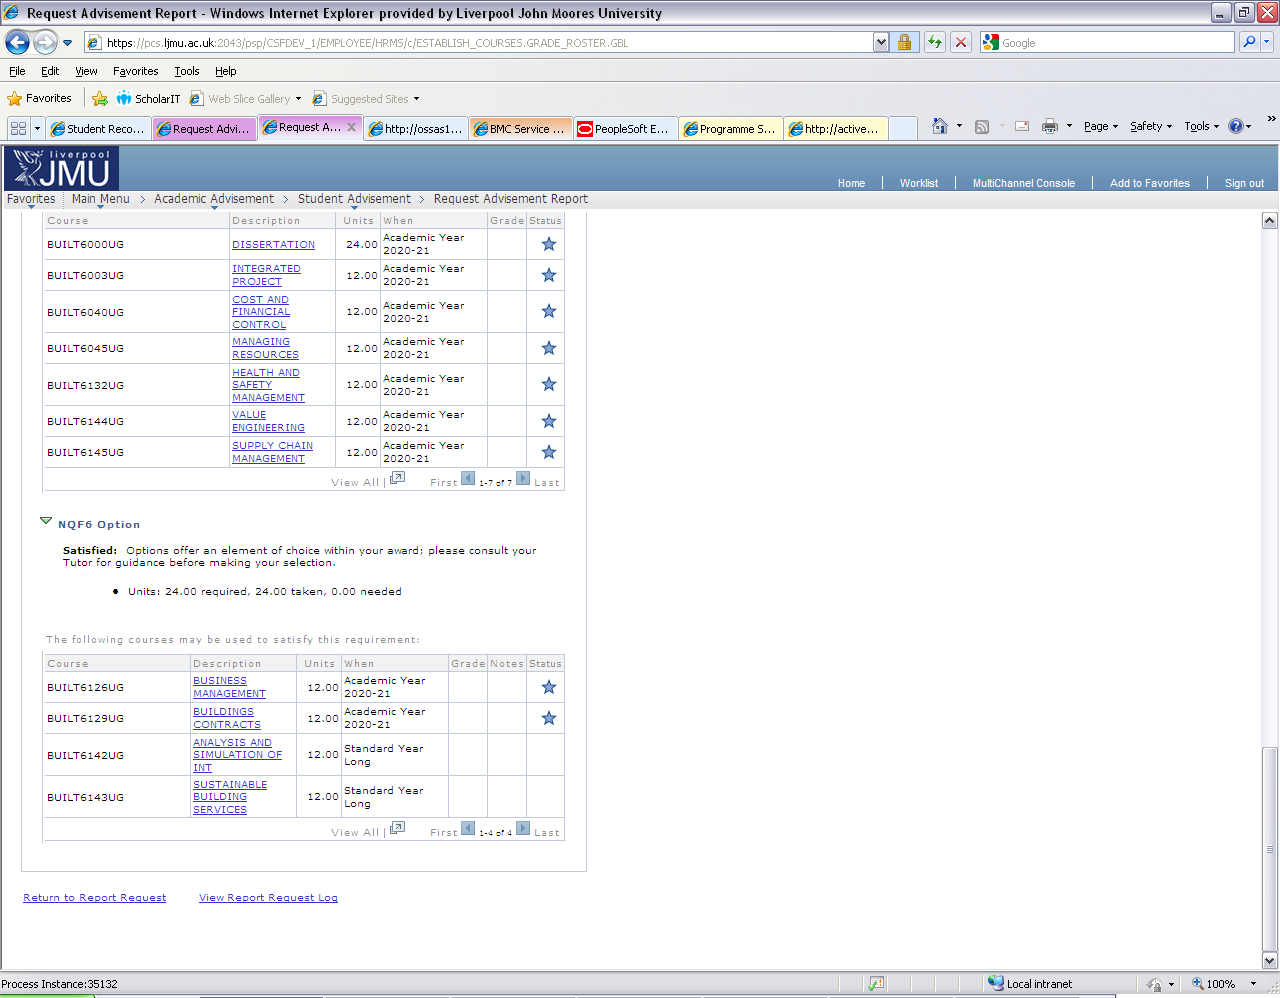 Request Advisement Report - Windows Internet Explorer provided by Liverpool John Moores University
https://pcs.ljmu.ac.uk:2043/psp/CSFDEV_1/EMPLOYEE/HRMS/c/ESTABLISH_COURSES.GRADE_ROSTER.GBL
Google
File Edit View Favorites Tools Help
Favorites ScholarIT Web Slice Gallery Suggested Sites
Student Reco... Request Advi... Request A... http://ossas1... BMC Service ... PeopleSoft E... Programme S... http://active... Page Safety Tools
liverpool
JMU
Home Worklist MultiChannel Console Add to Favorites Sign out
Favorites Main Menu > Academic Advisement > Student Advisement > Request Advisement Report
Course Description Units When Grade Status
BUILT6000UG DISSERTATION 24.00 Academic Year
2020-21
BUILT6003UG INTEGRATED
PROJECT 12.00 Academic Year
2020-21
BUILT6040UG COST AND
FINANCIAL
CONTROL 12.00 Academic Year
2020-21
BUILT6045UG MANAGING
RESOURCES 12.00 Academic Year
2020-21
BUILT6132UG HEALTH AND
SAFETY
MANAGEMENT 12.00 Academic Year
2020-21
BUILT6144UG VALUE
ENGINEERING 12.00 Academic Year
2020-21
BUILT6145UG SUPPLY CHAIN
MANAGEMENT 12.00 Academic Year
2020-21
View All | First 1-7 of 7 Last
NQF6 Option
Satisfied: Options offer an element of choice within your award; please consult your
Tutor for guidance before making your selection.
• Units: 24.00 required, 24.00 taken, 0.00 needed
The following courses may be used to satisfy this requirement:
Course Description Units When Grade Notes Status
BUILT6126UG BUSINESS
MANAGEMENT 12.00 Academic Year
2020-21
BUILT6129UG BUILDINGS
CONTRACTS 12.00 Academic Year
2020-21
BUILT6142UG ANALYSIS AND
SIMULATION OF
INT 12.00 Standard Year
Long
BUILT6143UG SUSTAINABLE
BUILDING
SERVICES 12.00 Standard Year
Long
View All | First 1-4 of 4 Last
Return to Report Request View Report Request Log
Process Instance:35132 Local intranet 100%